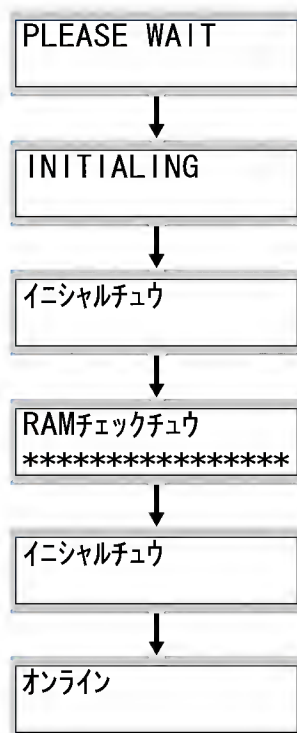 PLEASE WAIT
INITIALING
イニシャルチュウ
RAMチェックチュウ
****************
イニシャルチュウ
オンライン